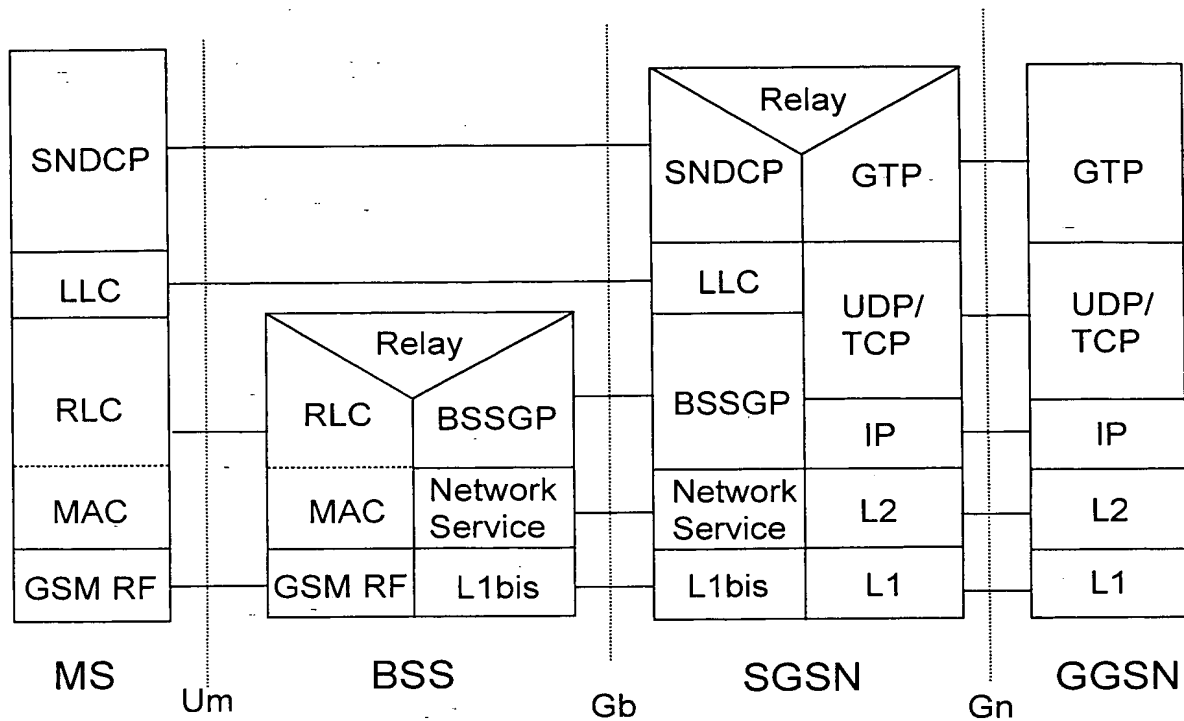 Relay
SNDCP
SNDCP
GTP
GTP
LLC
LLC
UDP/
TCP
UDP/
TCP
Relay
RLC
RLC
BSSGP
BSSGP
IP
IP
MAC
MAC
Network
Service
Network
Service
L2
L2
GSM RF
GSM RF
L1bis
L1bis
L1
L1
MS
BSS
SGSN
GGSN
Um
Gb
Gn